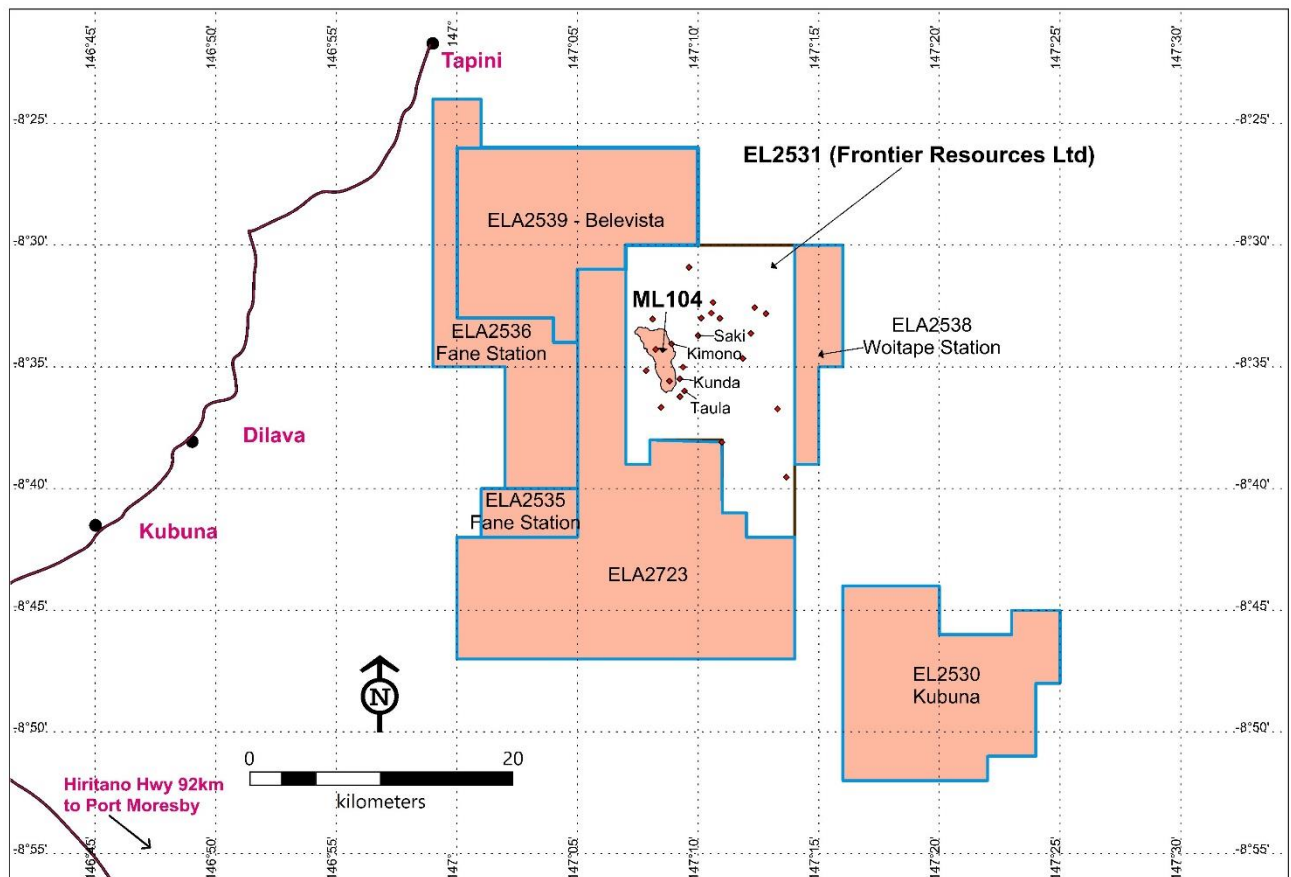 146°45'
146°50'
146°55'
147°
147°05'
147°10'
147°15'
147°20'
147°25'
147°30'
Tapini
-8°25'
-8°25'
EL2531 (Frontier Resources Ltd)
ELA2539 - Belevista
-8°30'
-8°30'
ML104
ELA2536
Fane Station
Saki
Kimono
ELA2538
Woitape Station
-8°35'
-8°35'
Kunda
Taula
Dilava
-8°40'
-8°40'
ELA2535
Fane Station
Kubuna
ELA2723
-8°45'
-8°45'
EL2530
Kubuna
N
-8°50'
-8°50'
0
20
kilometers
Hiritano Hwy 92km
to Port Moresby
-8°55'
-8°55'
146°45'
146°50'
146°55'
147°
147°05'
147°10'
147°15'
147°20'
147°25'
147°30'